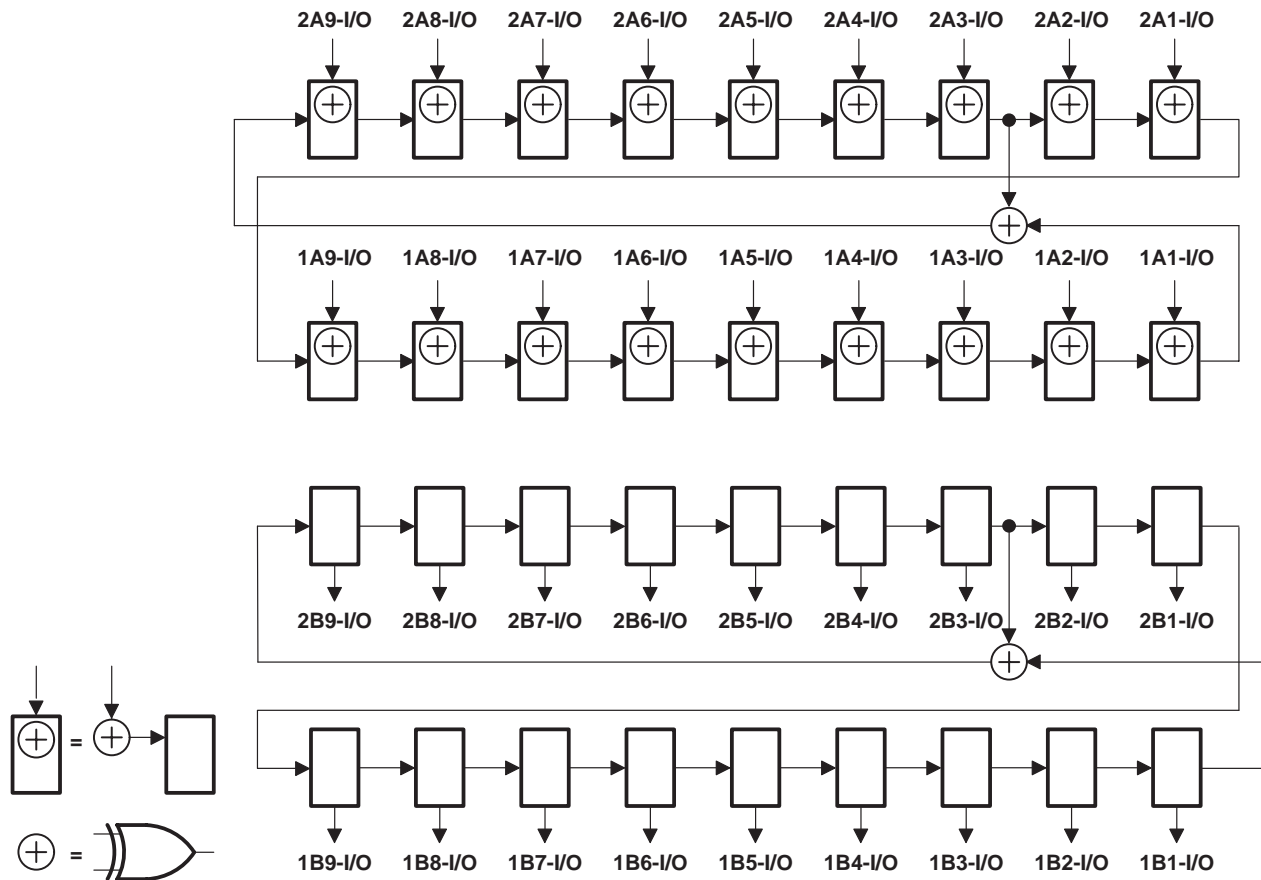 2A9-I/O 2A8-I/O 2A7-I/O 2A6-I/O 2A5-I/O 2A4-I/O 2A3-I/O 2A2-I/O 2A1-I/O
1A9-I/O 1A8-I/O 1A7-I/O 1A6-I/O 1A5-I/O 1A4-I/O 1A3-I/O 1A2-I/O 1A1-I/O
2B9-I/O 2B8-I/O 2B7-I/O 2B6-I/O 2B5-I/O 2B4-I/O 2B3-I/O 2B2-I/O 2B1-I/O
=
=
1B9-I/O 1B8-I/O 1B7-I/O 1B6-I/O 1B5-I/O 1B4-I/O 1B3-I/O 1B2-I/O 1B1-I/O